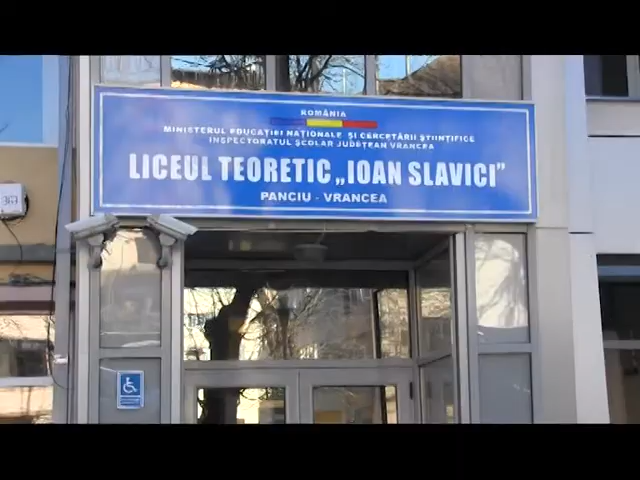 ROMÂNIA
MINISTERUL EDUCAȚIEI NAȚIONALE ȘI CERCETĂRII ȘTIINȚIFICE
INSPECTORATUL ȘCOLAR JUDEȚEAN VRANCEA
LICEUL TEORETIC „IOAN SLAVICI”
PANCIU - VRANCEA